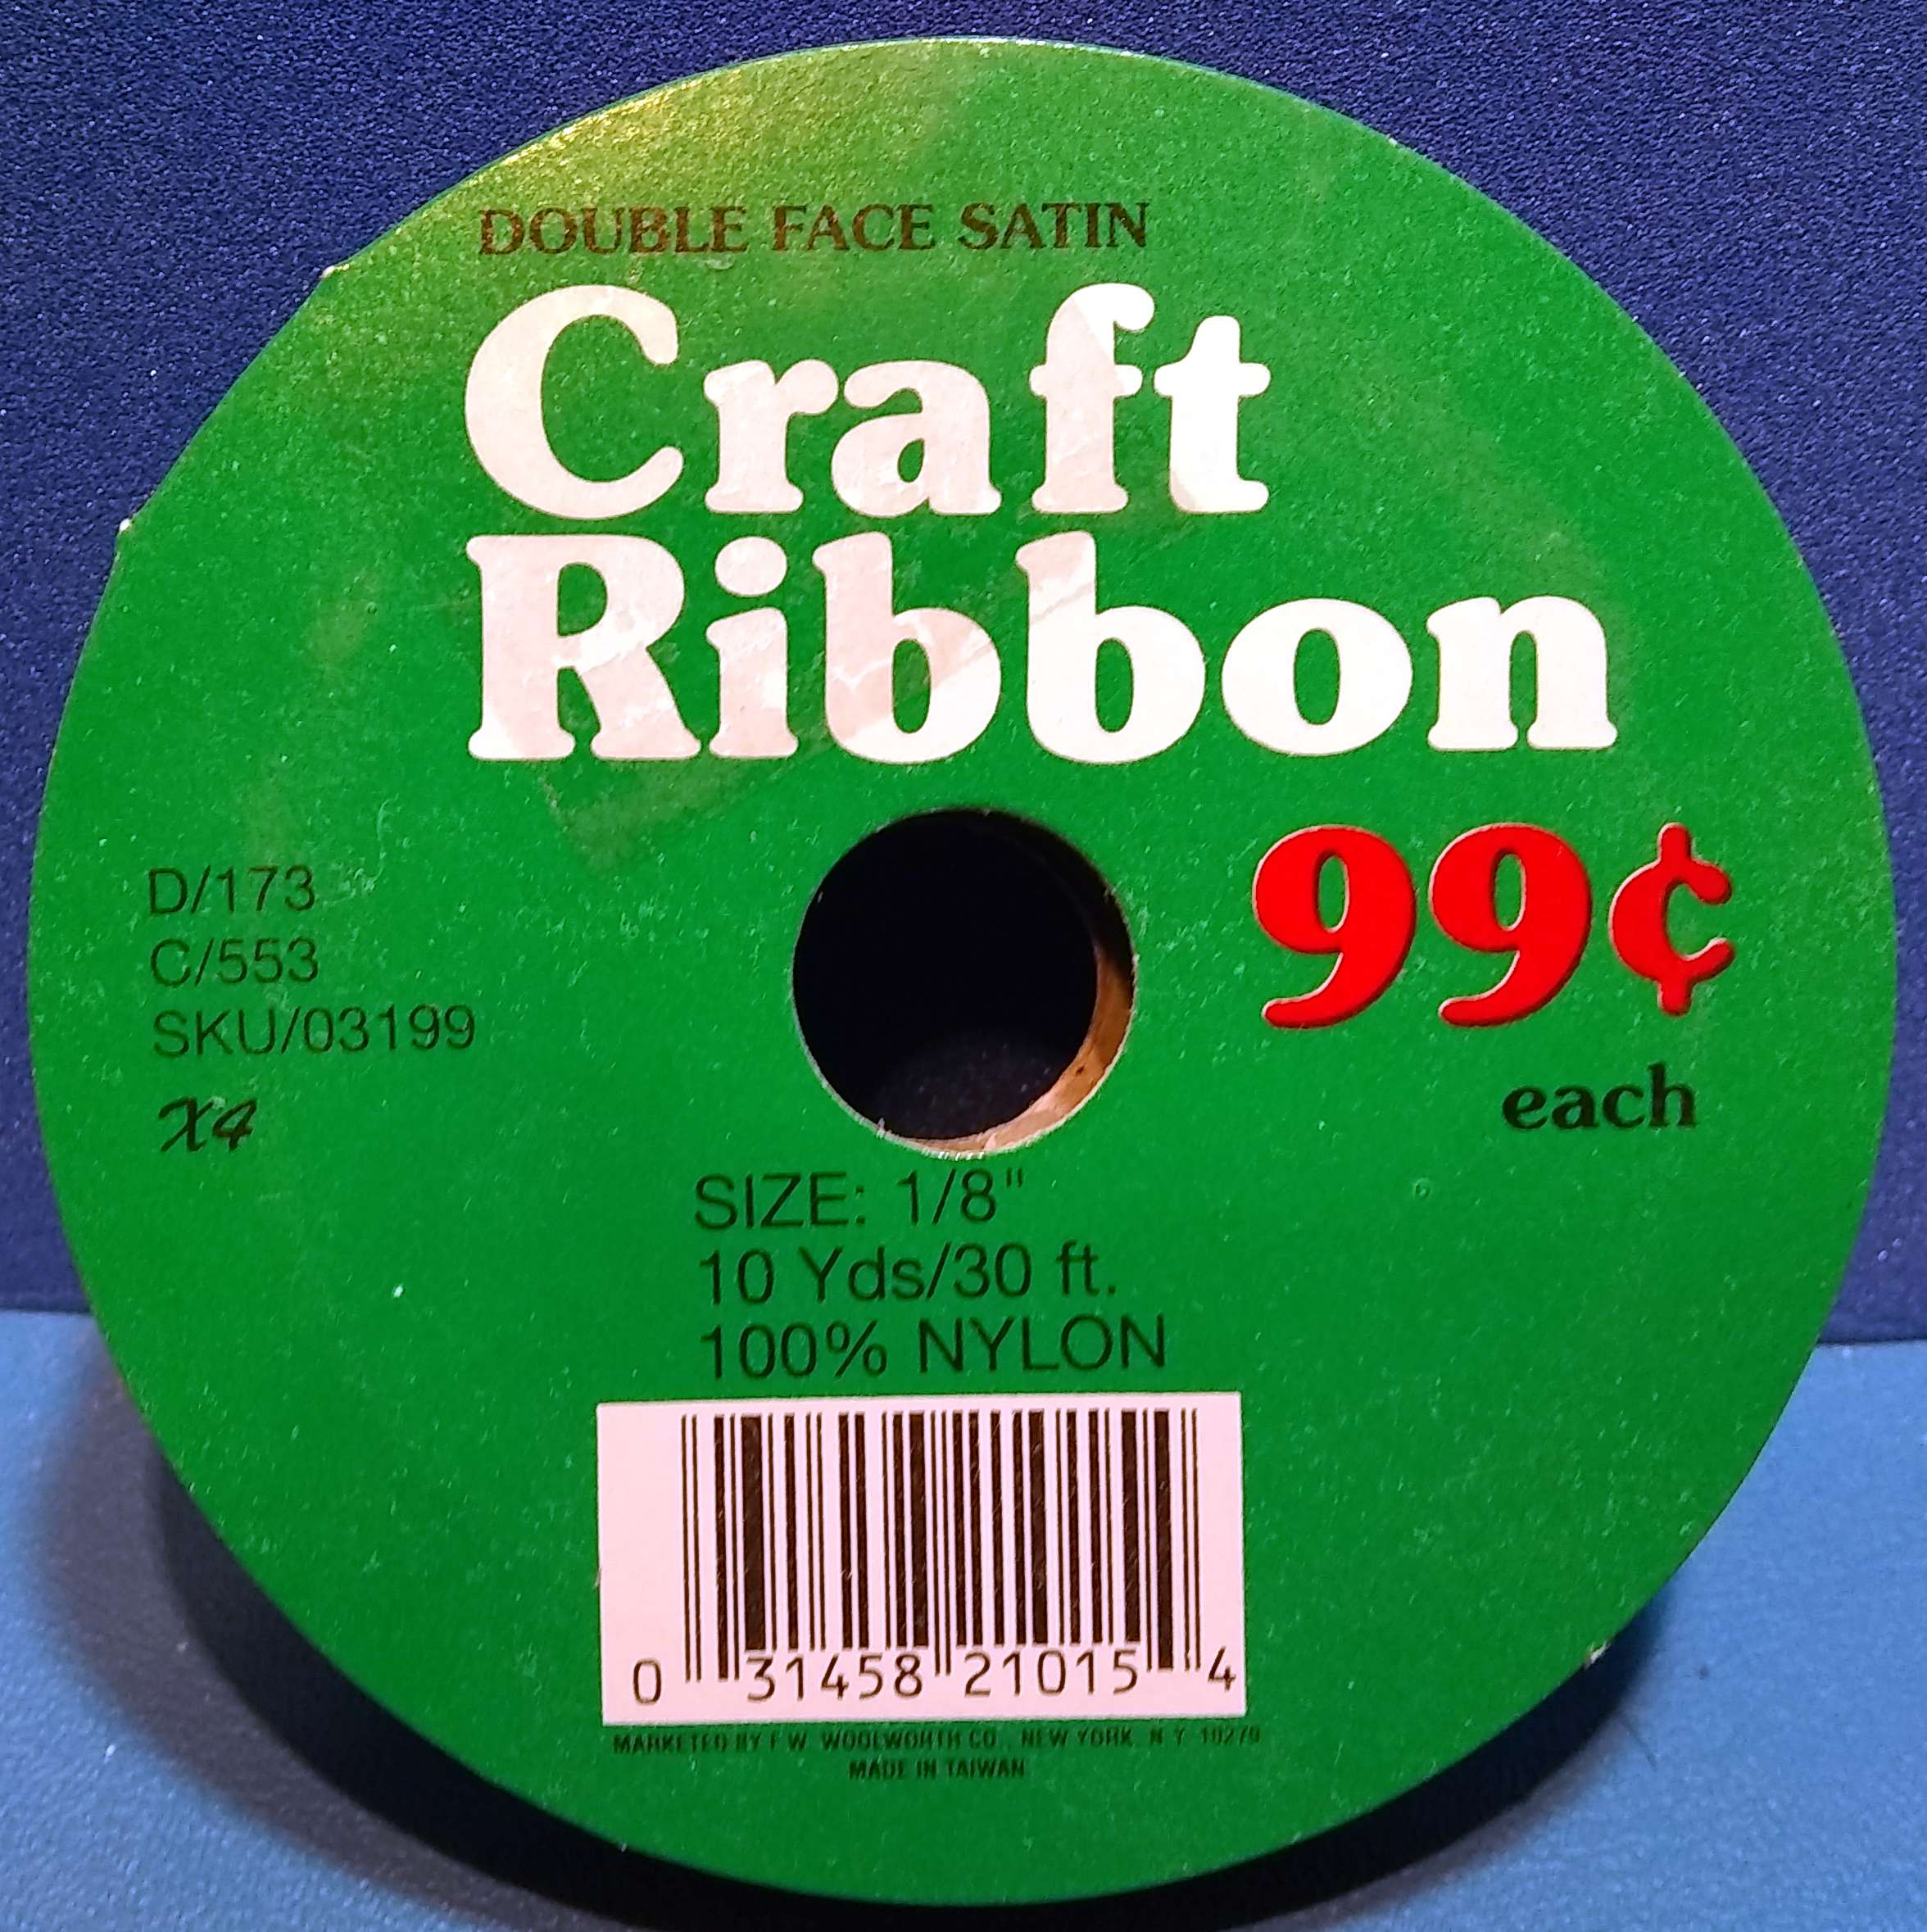 DOUBLE FACE SATIN
Craft
Ribbon
99¢
each
D/173
C/553
SKU/03199
X4
SIZE: 1/8"
10 Yds/30 ft.
100% NYLON
0 31458 21015 4
MARKETED BY F.W. WOOLWORTH CO., NEW YORK, N.Y. 10279
MADE IN TAIWAN